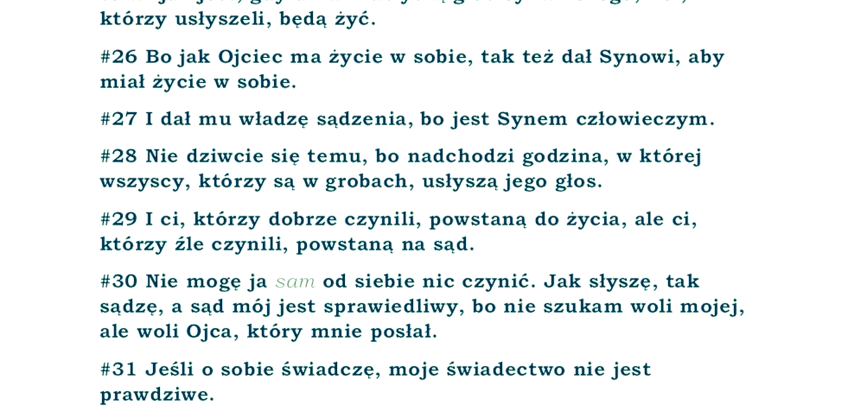 którzy usłyszeli, będą żyć.
#26 Bo jak Ojciec ma życie w sobie, tak też dał Synowi, aby
miał życie w sobie.
#27 I dał mu władzę sądzenia, bo jest Synem człowieczym.
#28 Nie dziwcie się temu, bo nadchodzi godzina, w której
wszyscy, którzy są w grobach, usłyszą jego głos.
#29 I ci, którzy dobrze czynili, powstaną do życia, ale ci,
którzy źle czynili, powstaną na sąd.
#30 Nie mogę ja sam od siebie nic czynić. Jak słyszę, tak
sądzę, a sąd mój jest sprawiedliwy, bo nie szukam woli mojej,
ale woli Ojca, który mnie posłał.
#31 Jeśli o sobie świadczę, moje świadectwo nie jest
prawdziwe.